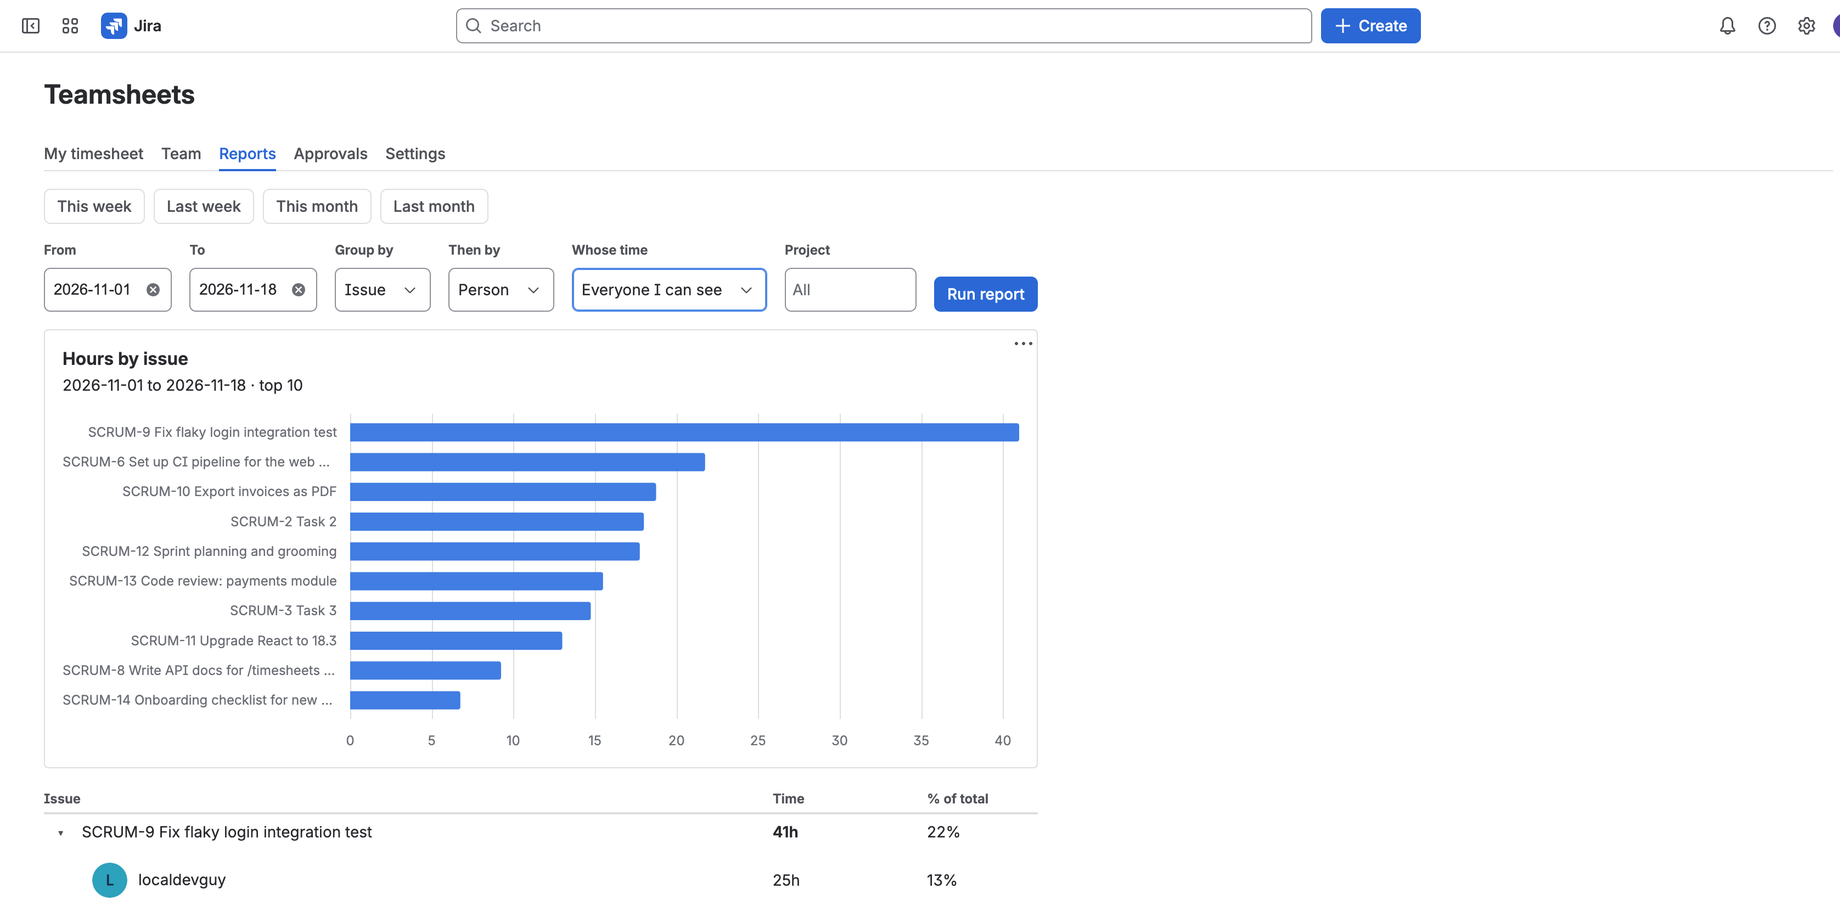 Jira
Search
Create
Teamsheets
My timesheet Team Reports Approvals Settings
This week Last week This month Last month
From To Group by Then by Whose time Project
2026-11-01 2026-11-18 Issue Person Everyone I can see All Run report
Hours by issue
2026-11-01 to 2026-11-18 · top 10
SCRUM-9 Fix flaky login integration test
SCRUM-6 Set up CI pipeline for the web ...
SCRUM-10 Export invoices as PDF
SCRUM-2 Task 2
SCRUM-12 Sprint planning and grooming
SCRUM-13 Code review: payments module
SCRUM-3 Task 3
SCRUM-11 Upgrade React to 18.3
SCRUM-8 Write API docs for /timesheets ...
SCRUM-14 Onboarding checklist for new ...
0 5 10 15 20 25 30 35 40
Issue Time % of total
SCRUM-9 Fix flaky login integration test 41h 22%
L localdevguy 25h 13%